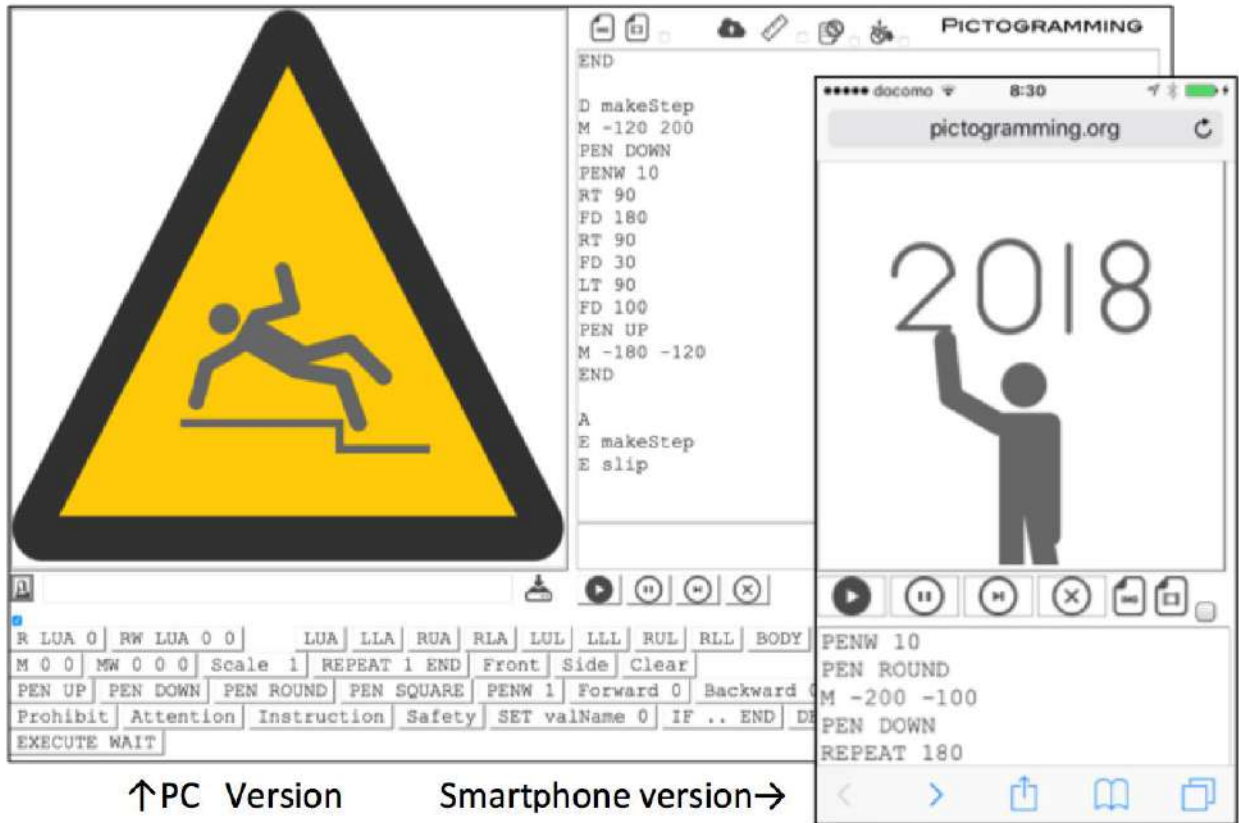 PICTOGRAMMING
END
D makeStep
M -120 200
PEN DOWN
PENW 10
RT 90
FD 180
RT 90
FD 30
LT 90
FD 100
PEN UP
M -180 -120
END
A
E makeStep
E slip
R LUA 0 RW LUA 0 0 LUA LLA RUA RLA LUL LLL RUL RLL BODY
M 0 0 MW 0 0 0 Scale 1 REPEAT 1 END Front Side Clear
PEN UP PEN DOWN PEN ROUND PEN SQUARE PENW 1 Forward 0 Backward
Prohibit Attention Instruction Safety SET valName 0 IF .. END
EXECUTE WAIT
docomo 8:30
pictogramming.org
2018
PENW 10
PEN ROUND
M -200 -100
PEN DOWN
REPEAT 180
↑PC Version Smartphone version→